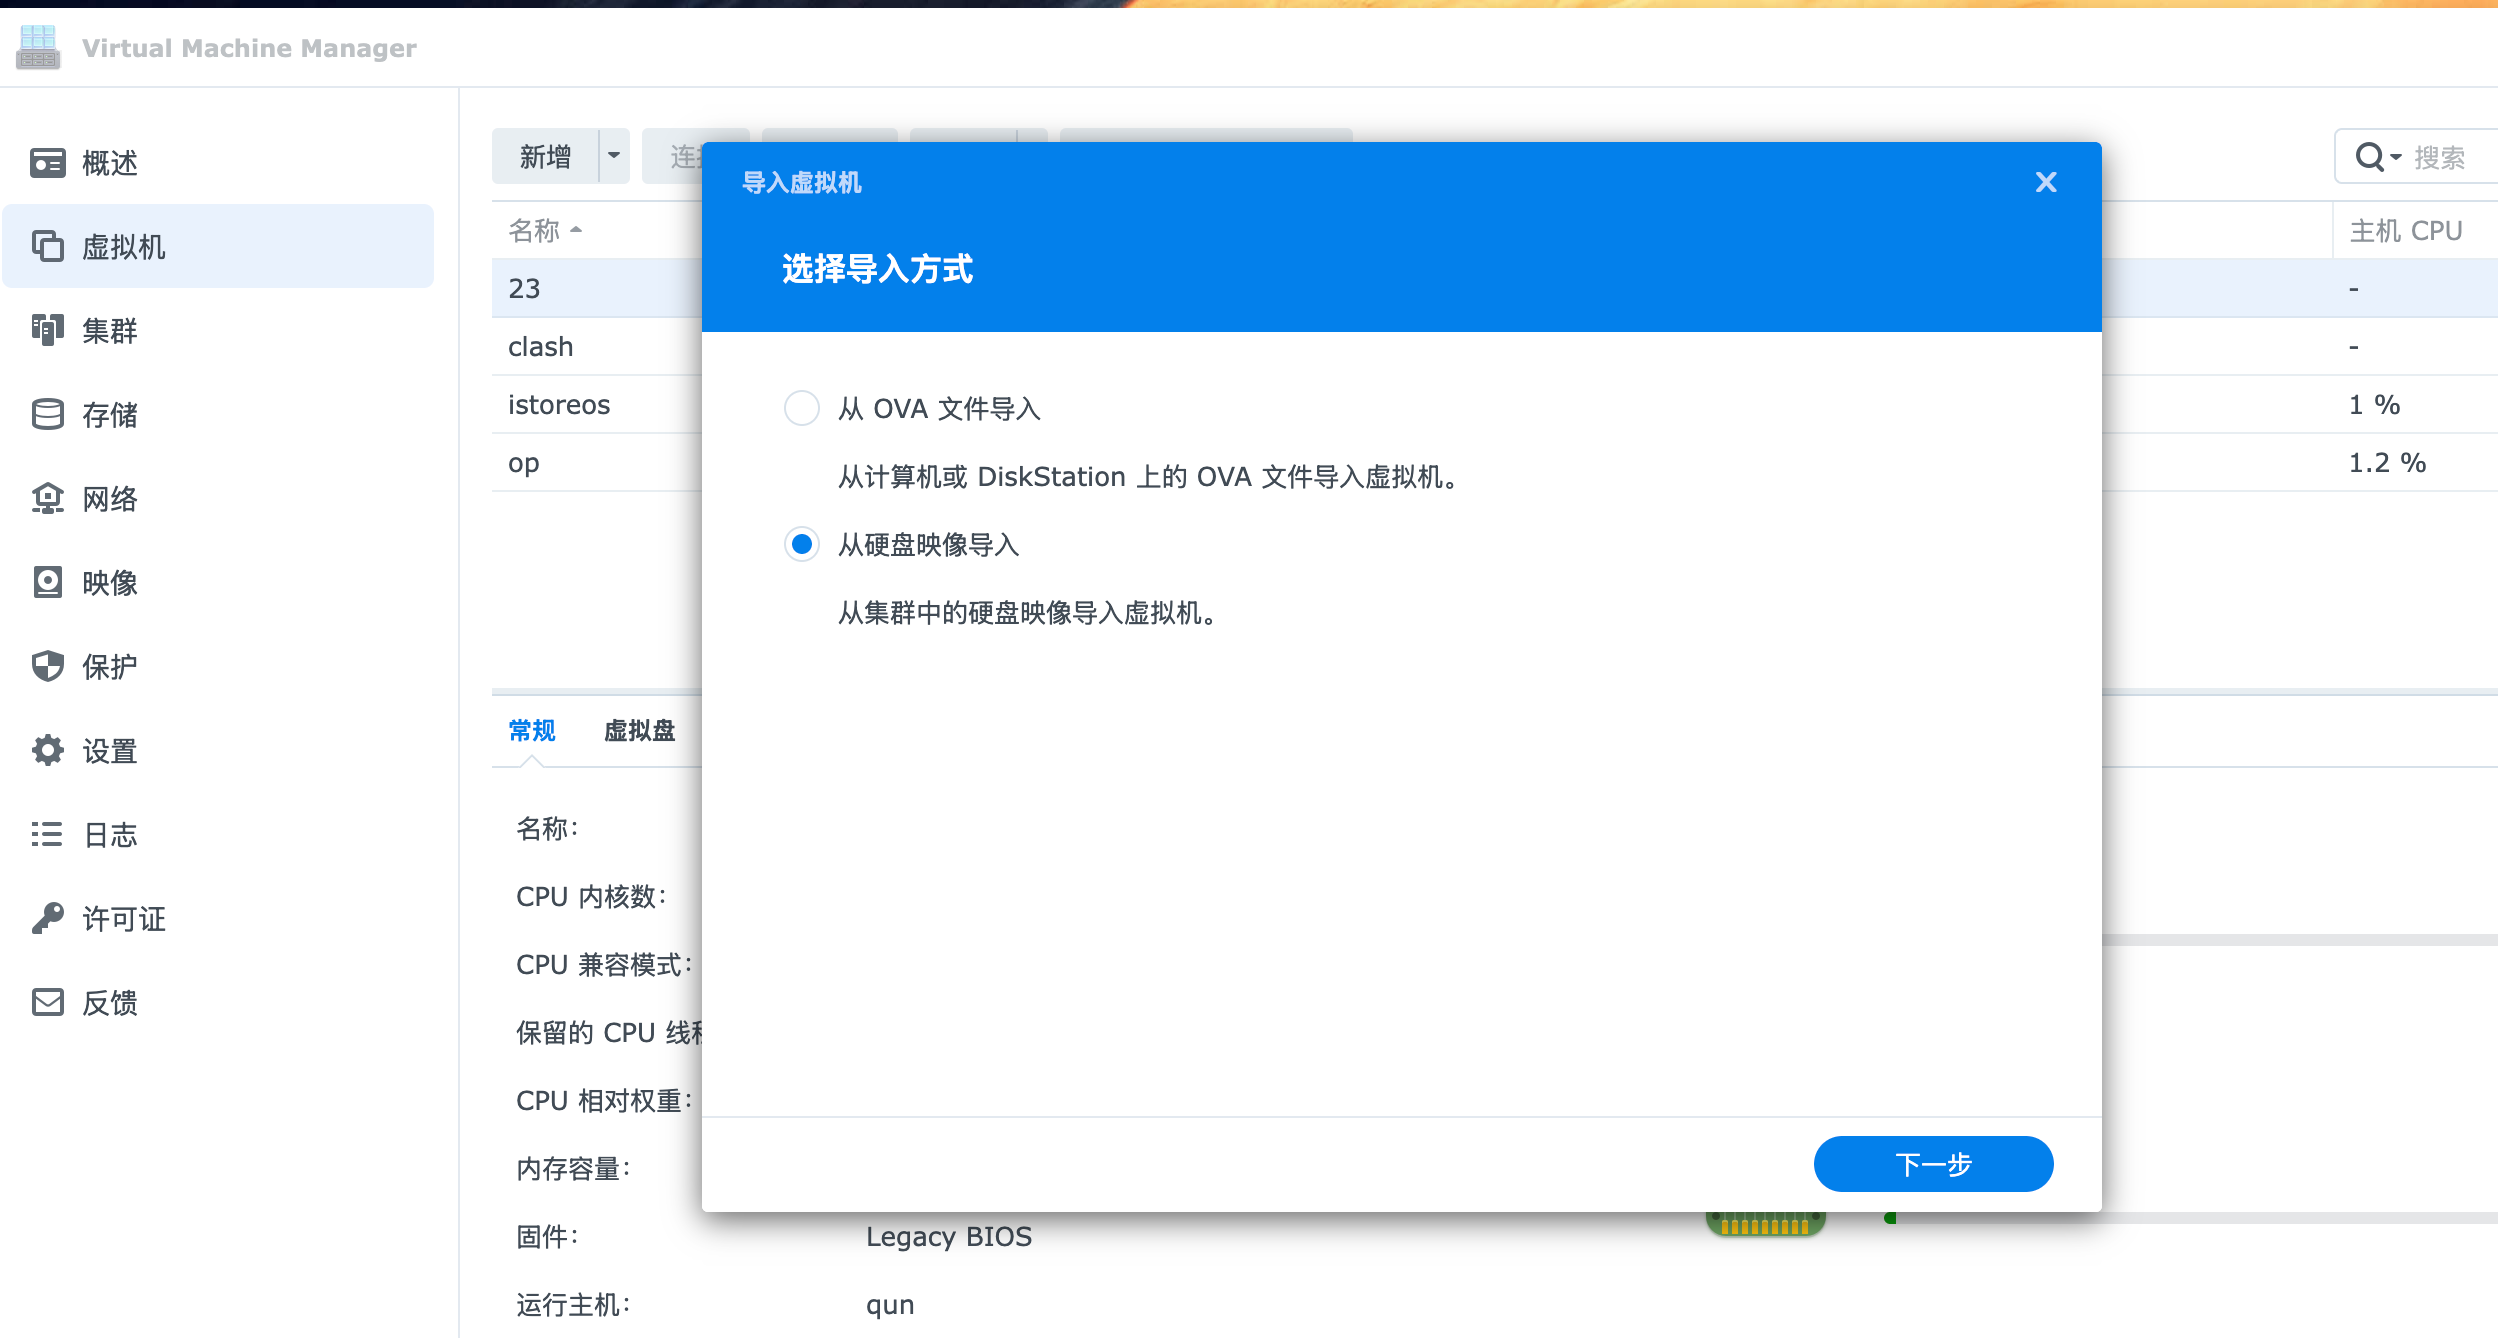 Virtual Machine Manager
概述
虚拟机
集群
存储
网络
映像
保护
设置
日志
许可证
反馈
新增
连
搜索
名称
主机 CPU
23
-
clash
-
istoreos
1 %
op
1.2 %
导入虚拟机
选择导入方式
从 OVA 文件导入
从计算机或 DiskStation 上的 OVA 文件导入虚拟机。
从硬盘映像导入
从集群中的硬盘映像导入虚拟机。
下一步
常规
虚拟盘
名称:
CPU 内核数:
CPU 兼容模式:
保留的 CPU 线
CPU 相对权重:
内存容量:
固件:
Legacy BIOS
运行主机:
qun